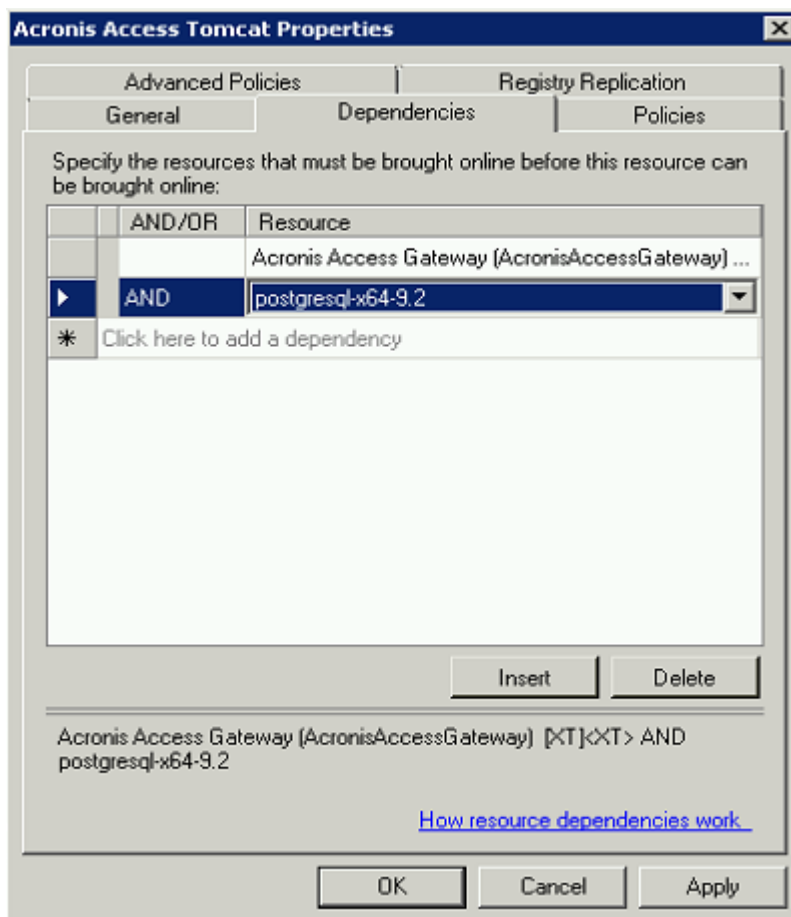 Acronis Access Tomcat Properties
Advanced Policies
Registry Replication
General
Dependencies
Policies
Specify the resources that must be brought online before this resource can
be brought online:
AND/OR
Resource
Acronis Access Gateway (AcronisAccessGateway) ...
AND
postgresql-x64-9.2
Click here to add a dependency
Insert
Delete
Acronis Access Gateway (AcronisAccessGateway) [XT]<XT> AND
postgresql-x64-9.2
How resource dependencies work
OK
Cancel
Apply